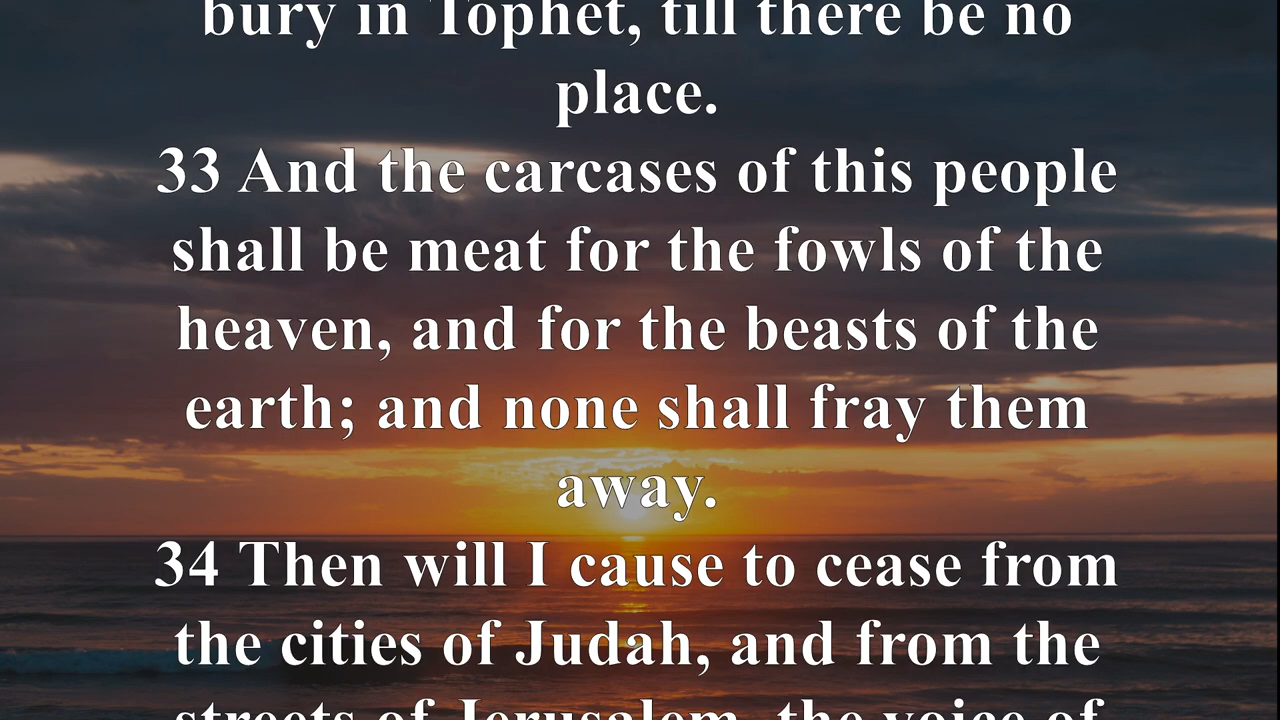 bury in Tophet, till there be no
place.
33 And the carcases of this people
shall be meat for the fowls of the
heaven, and for the beasts of the
earth; and none shall fray them
away.
34 Then will I cause to cease from
the cities of Judah, and from the
streets of Jerusalem, the voice of